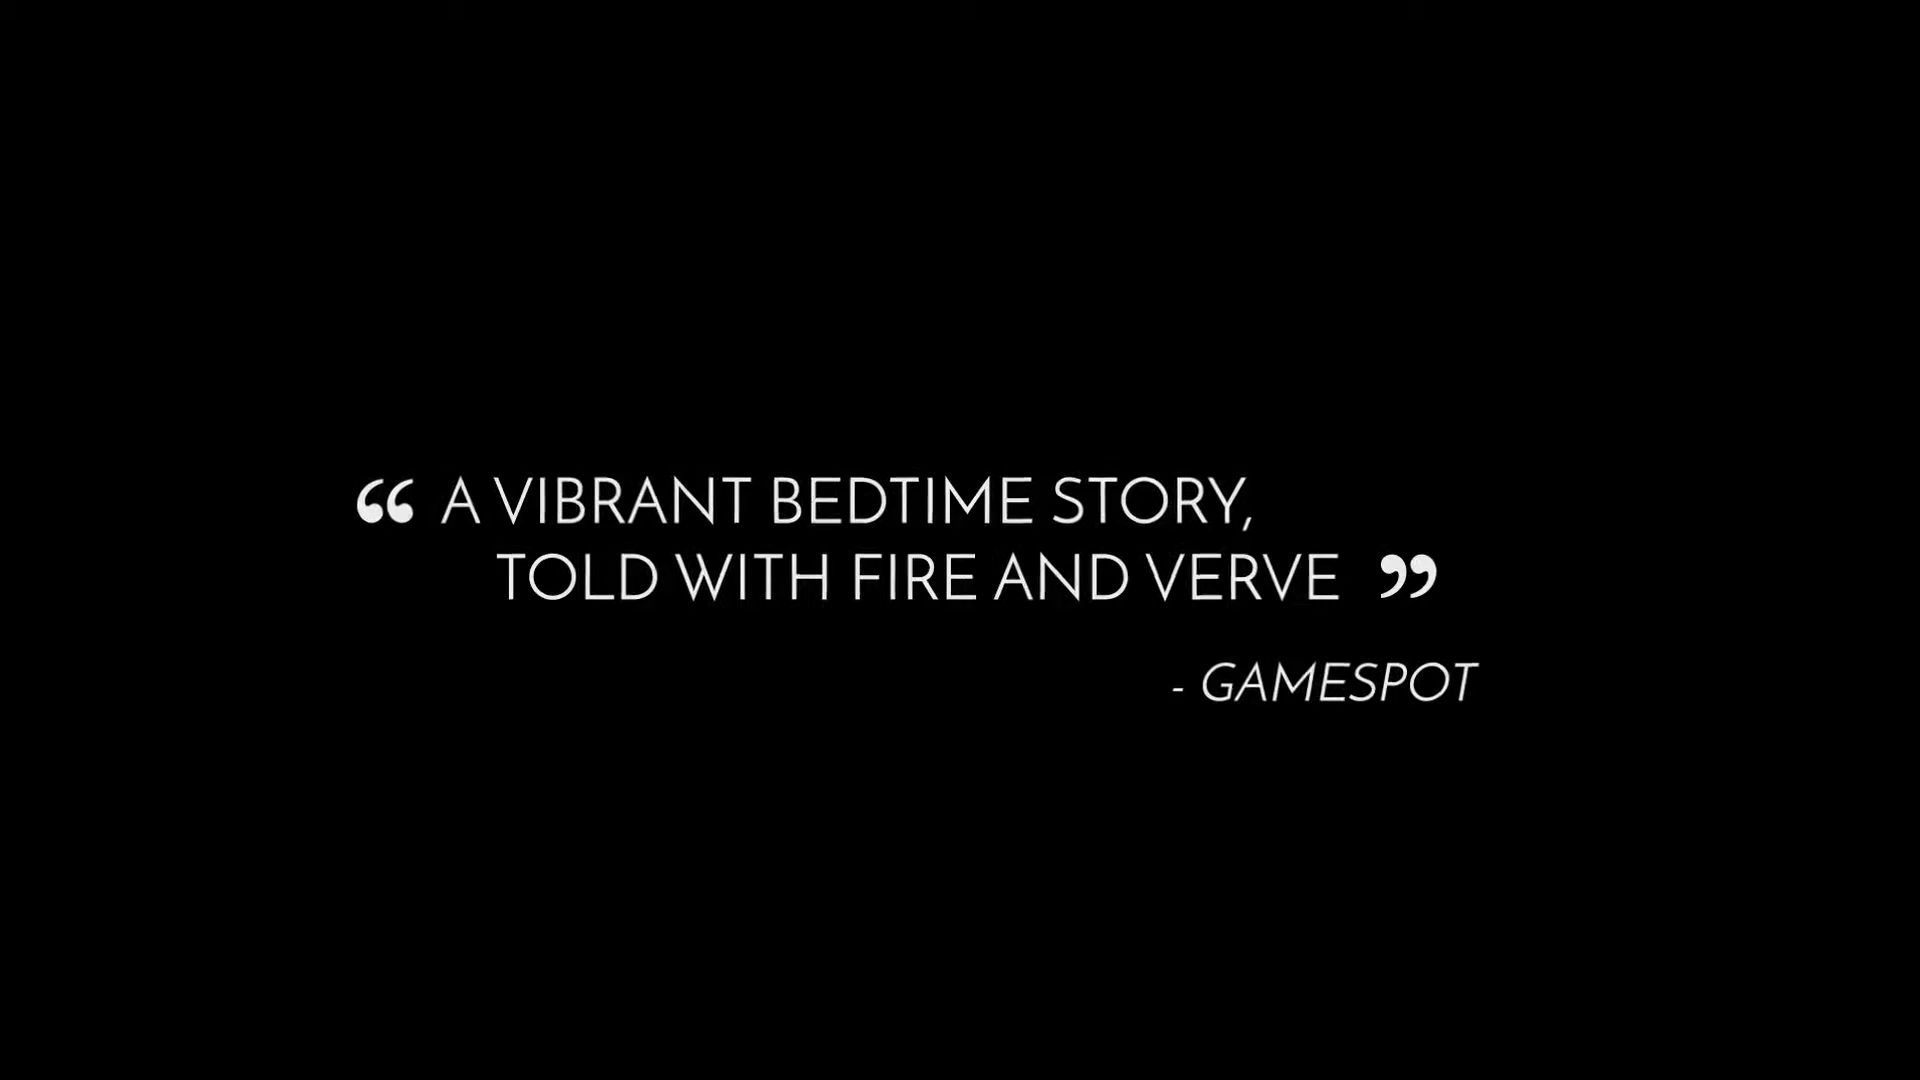 “ A VIBRANT BEDTIME STORY,
TOLD WITH FIRE AND VERVE ”
- GAMESPOT